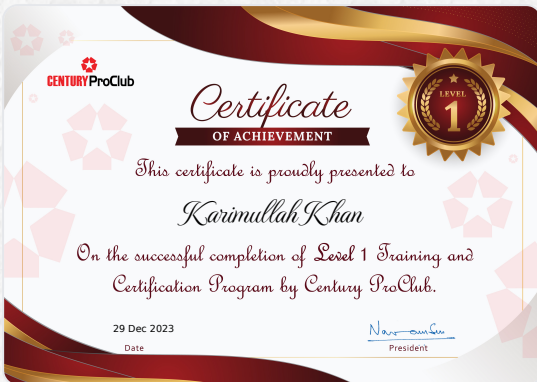 CENTURY ProClub
Certificate
OF ACHIEVEMENT
LEVEL
1
This certificate is proudly presented to
Karimullah Khan
On the successful completion of Level 1 Training and
Certification Program by Century ProClub.
29 Dec 2023
Date
President